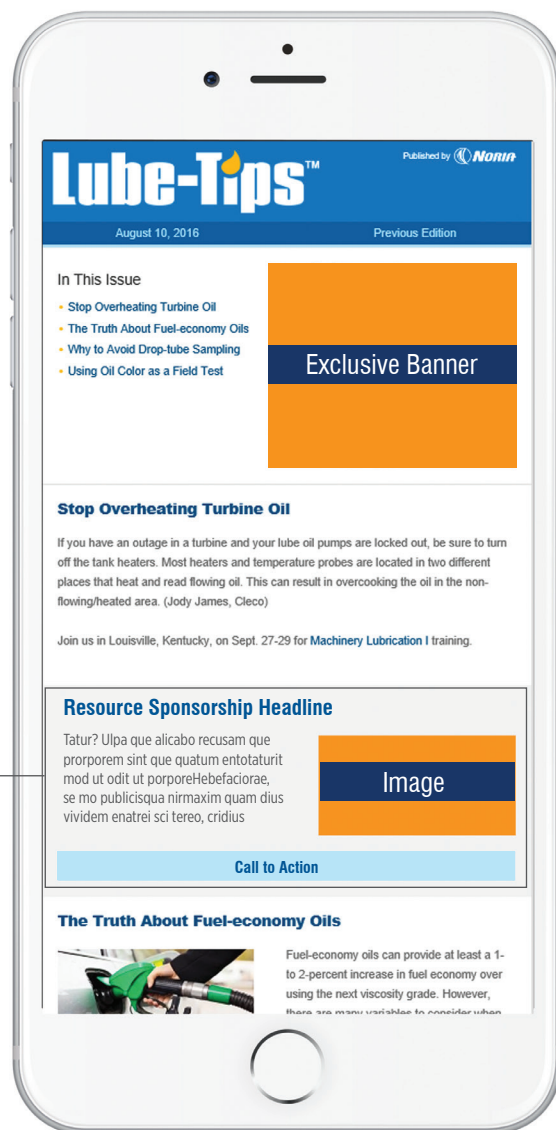 Lube-Tips™
Published by NORIA
August 10, 2016
Previous Edition
In This Issue
• Stop Overheating Turbine Oil
• The Truth About Fuel-economy Oils
• Why to Avoid Drop-tube Sampling
• Using Oil Color as a Field Test
Exclusive Banner
Stop Overheating Turbine Oil
If you have an outage in a turbine and your lube oil pumps are locked out, be sure to turn
off the tank heaters. Most heaters and temperature probes are located in two different
places that heat and read flowing oil. This can result in overcooking the oil in the non-
flowing/heated area. (Jody James, Cleco)
Join us in Louisville, Kentucky, on Sept. 27-29 for Machinery Lubrication I training.
Resource Sponsorship Headline
Tatur? Ulpa que alicabo recusam que
prorporem sint que quatum entotaturit
mod ut odit ut porporeHebefaciorae,
se mo publicisqua nirmaxim quam dius
vividem enatrei sci tereo, cridius
Image
Call to Action
The Truth About Fuel-economy Oils
Fuel-economy oils can provide at least a 1-
to 2-percent increase in fuel economy over
using the next viscosity grade. However,
there are many variables to consider when